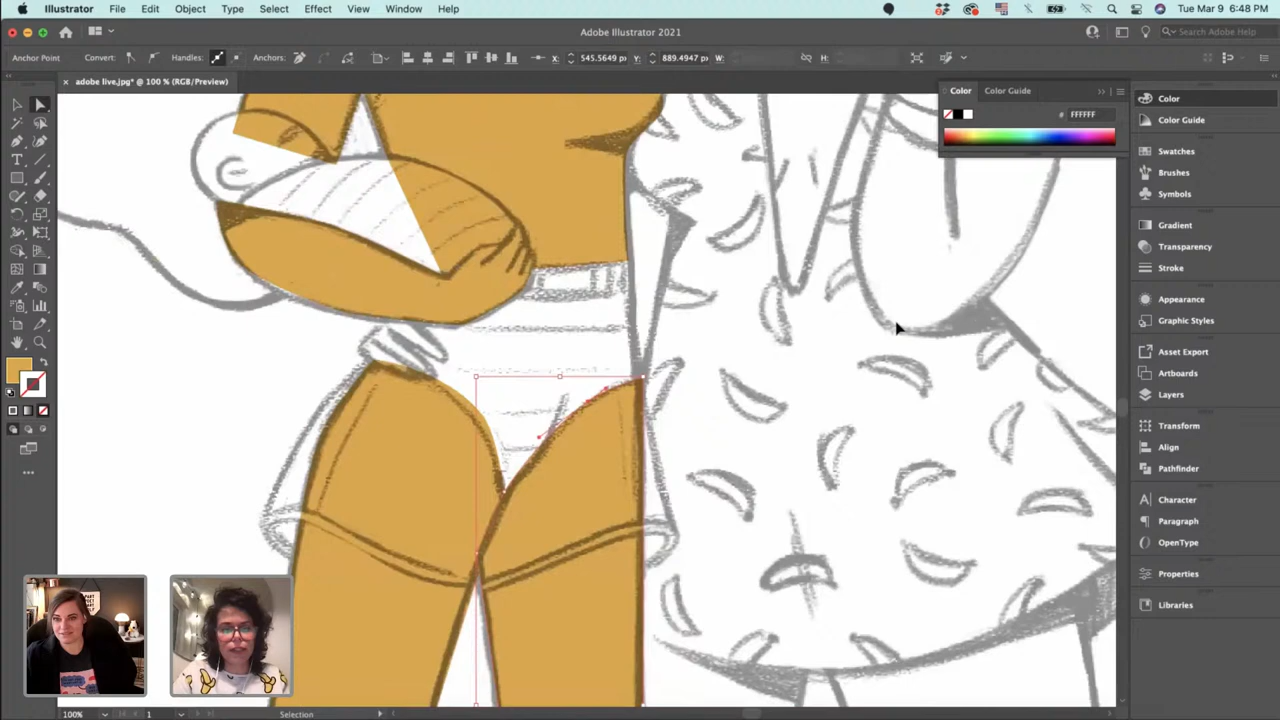 Illustrator File Edit Object Type Select Effect View Window Help Tue Mar 9 6:48 PM
Adobe Illustrator 2021
Search Adobe Help
Anchor Point Convert: Handles: Anchors: X: 545.5649 px Y: 889.4947 px W: H:
× adobe live.jpg* @ 100 % (RGB/Preview)
Color Color Guide
# FFFFFF
Color
Color Guide
Swatches
Brushes
Symbols
Gradient
Transparency
Stroke
Appearance
Graphic Styles
Asset Export
Artboards
Layers
Transform
Align
Pathfinder
Character
Paragraph
OpenType
Properties
Libraries
100% 1 Selection